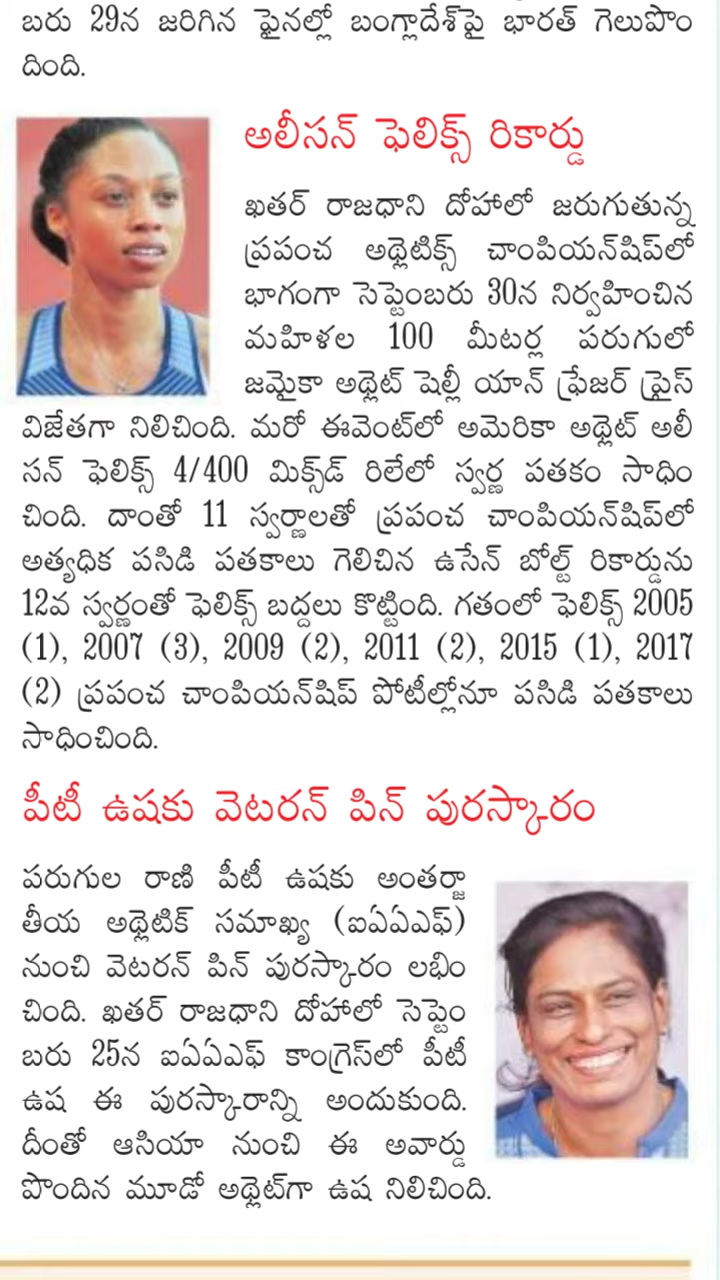 బరు 29న జరిగిన ఫైనల్లో బంగ్లాదేశ్‌పై భారత్ గెలుపొం
దింది.
అలీసన్ ఫెలిక్స్ రికార్డు
ఖతర్ రాజధాని దోహాలో జరుగుతున్న
ప్రపంచ అథ్లెటిక్స్ చాంపియన్‌షిప్‌లో
భాగంగా సెప్టెంబరు 30న నిర్వహించిన
మహిళల 100 మీటర్ల పరుగులో
జమైకా అథ్లెట్ షెల్లీ యాన్ ఫ్రేజర్ ప్రైస్
విజేతగా నిలిచింది. మరో ఈవెంట్‌లో అమెరికా అథ్లెట్ అలీ
సన్ ఫెలిక్స్ 4/400 మిక్స్‌డ్ రిలేలో స్వర్ణ పతకం సాధిం
చింది. దాంతో 11 స్వర్ణాలతో ప్రపంచ చాంపియన్‌షిప్‌లో
అత్యధిక పసిడి పతకాలు గెలిచిన ఉసేన్ బోల్ట్ రికార్డును
12వ స్వర్ణంతో ఫెలిక్స్ బద్దలు కొట్టింది. గతంలో ఫెలిక్స్ 2005
(1), 2007 (3), 2009 (2), 2011 (2), 2015 (1), 2017
(2) ప్రపంచ చాంపియన్‌షిప్ పోటీల్లోనూ పసిడి పతకాలు
సాధించింది.
పీటీ ఉషకు వెటరన్ పిన్ పురస్కారం
పరుగుల రాణి పీటీ ఉషకు అంతర్జా
తీయ అథ్లెటిక్ సమాఖ్య (ఐఏఏఎఫ్)
నుంచి వెటరన్ పిన్ పురస్కారం లభిం
చింది. ఖతర్ రాజధాని దోహాలో సెప్టెం
బరు 25న ఐఏఏఎఫ్ కాంగ్రెస్‌లో పీటీ
ఉష ఈ పురస్కారాన్ని అందుకుంది.
దీంతో ఆసియా నుంచి ఈ అవార్డు
పొందిన మూడో అథ్లెట్‌గా ఉష నిలిచింది.